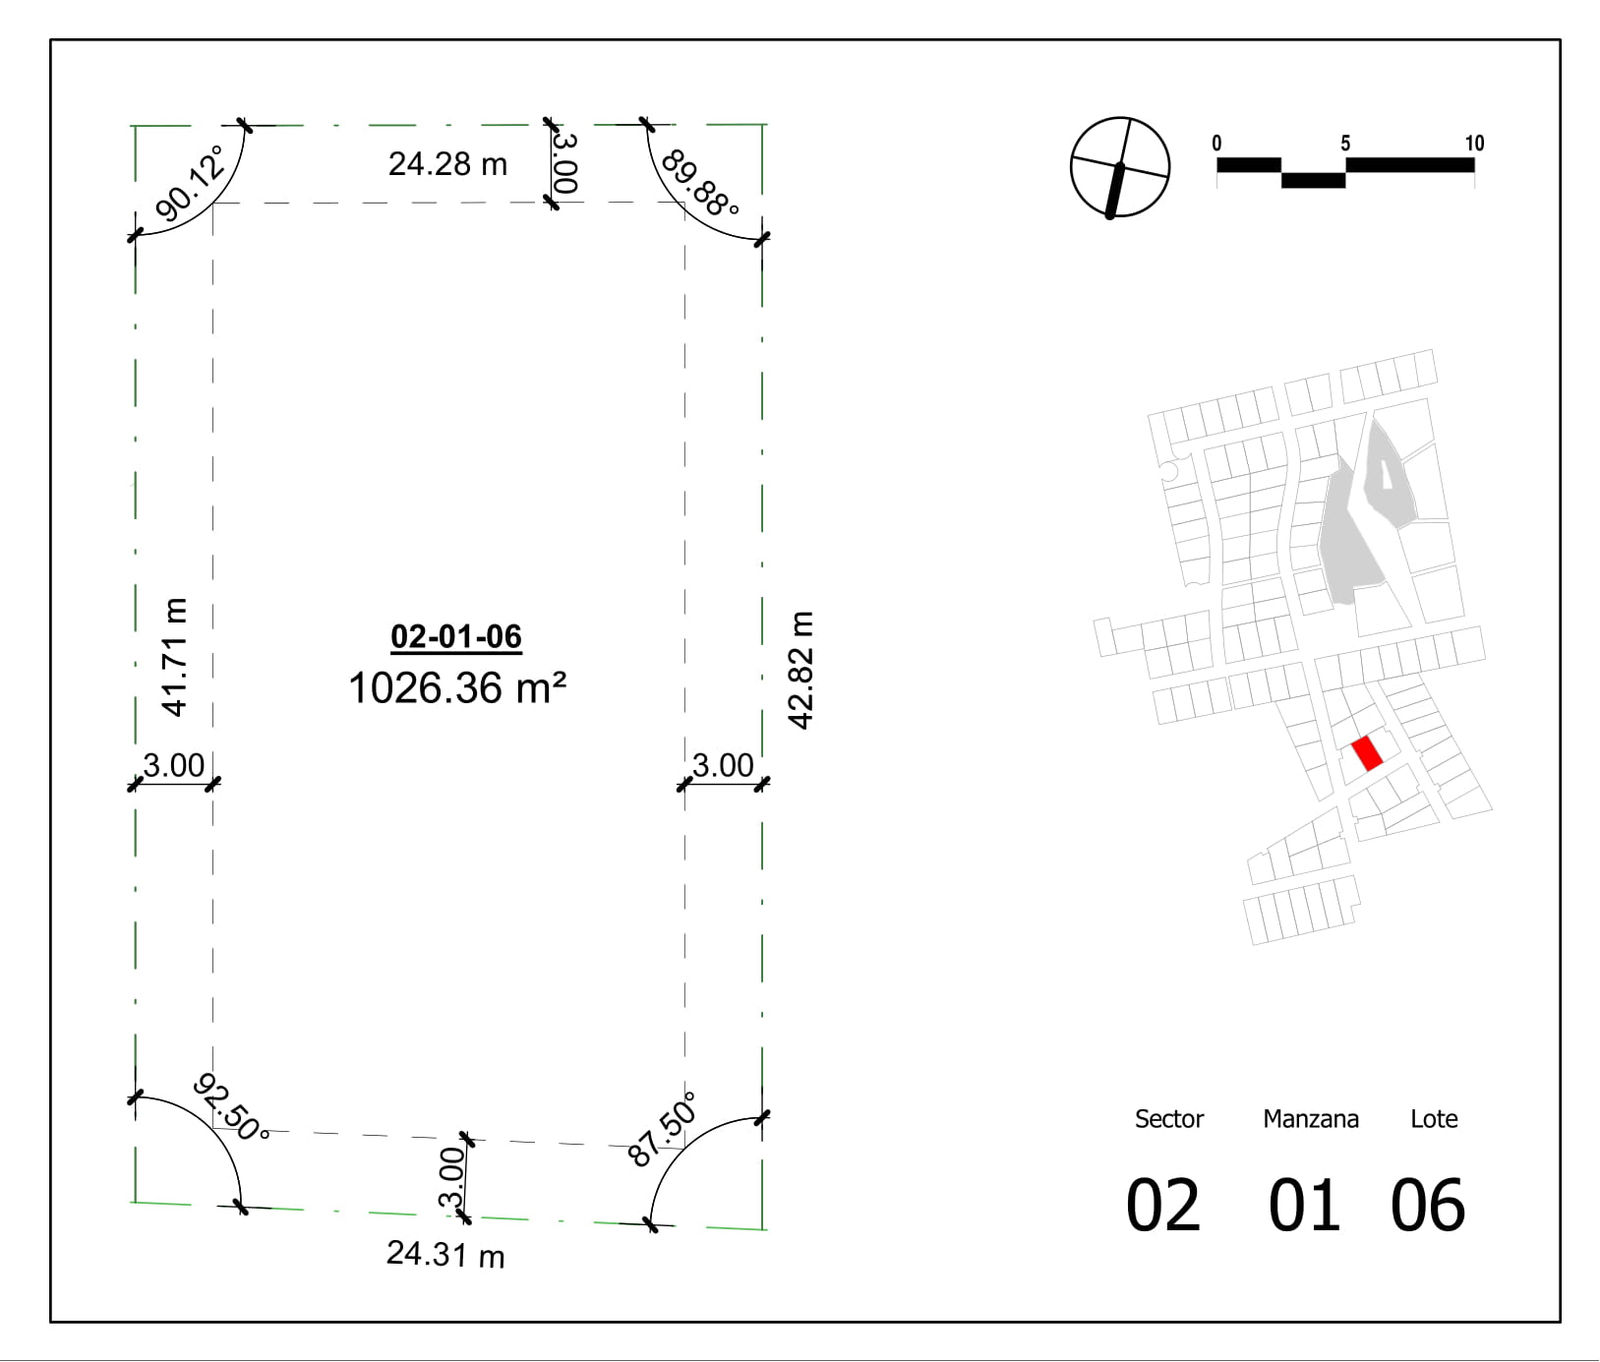 90.12°
24.28 m
3.00
89.88°
0 5 10
02-01-06
1026.36 m²
41.71 m
42.82 m
3.00
3.00
92.50°
3.00
87.50°
24.31 m
Sector Manzana Lote
02 01 06